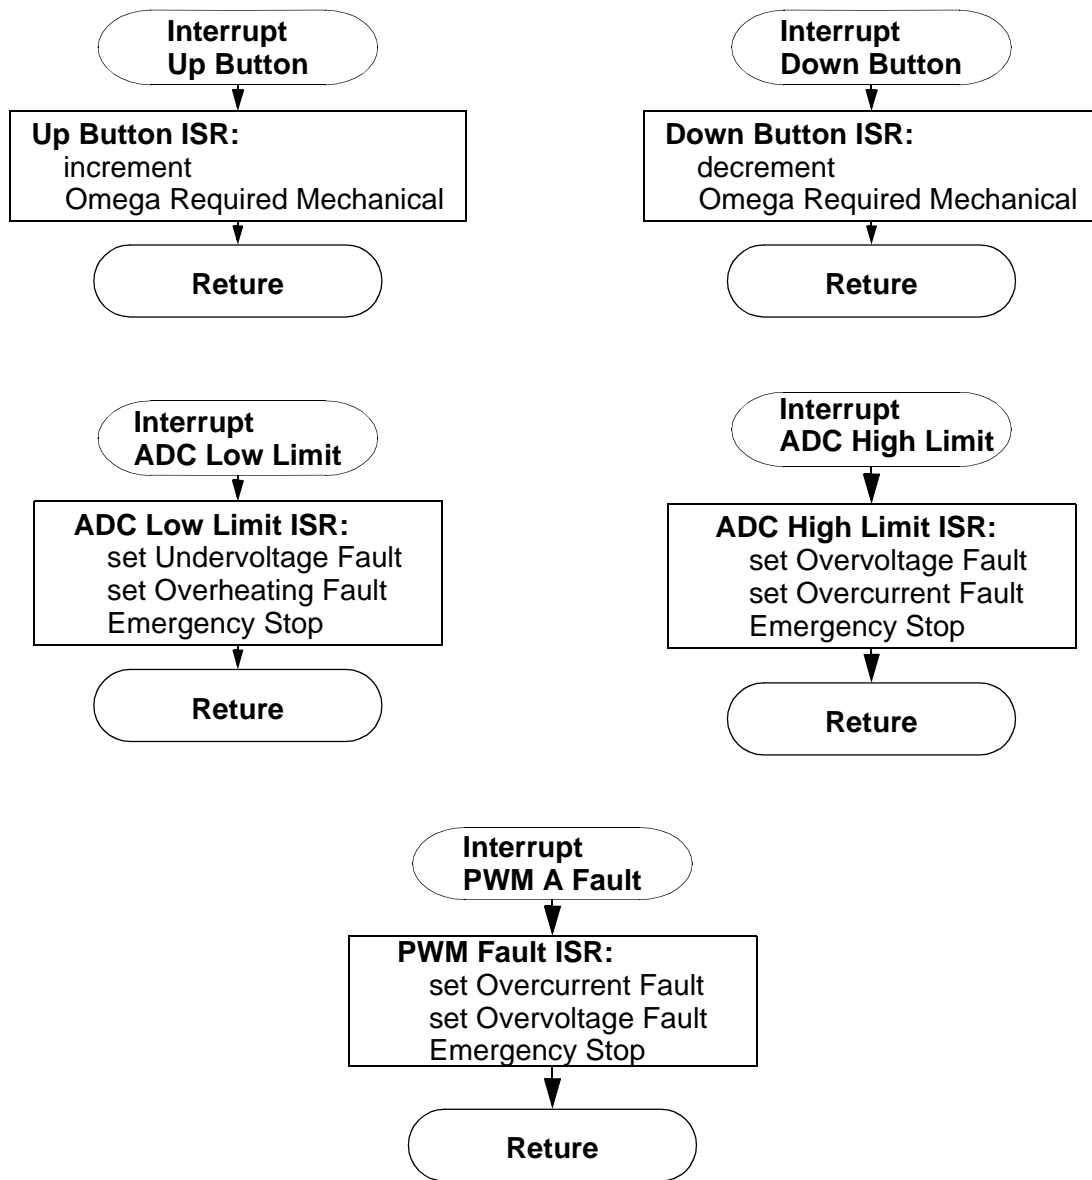 Interrupt
Up Button
Up Button ISR:
increment
Omega Required Mechanical
Reture
Interrupt
Down Button
Down Button ISR:
decrement
Omega Required Mechanical
Reture
Interrupt
ADC Low Limit
ADC Low Limit ISR:
set Undervoltage Fault
set Overheating Fault
Emergency Stop
Reture
Interrupt
ADC High Limit
ADC High Limit ISR:
set Overvoltage Fault
set Overcurrent Fault
Emergency Stop
Reture
Interrupt
PWM A Fault
PWM Fault ISR:
set Overcurrent Fault
set Overvoltage Fault
Emergency Stop
Reture